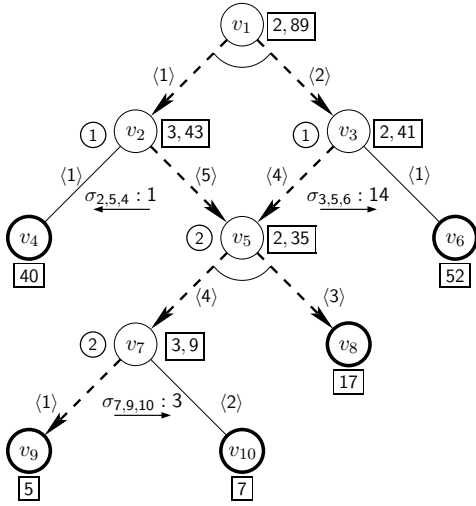 v1 2, 89
⟨1⟩ ⟨2⟩
1 v2 3, 43 1 v3 2, 41
⟨1⟩ ⟨5⟩ ⟨4⟩ ⟨1⟩
σ2,5,4 : 1 σ3,5,6 : 14
v4 2 v5 2, 35 v6
40 52
⟨4⟩ ⟨3⟩
2 v7 3, 9 v8
17
⟨1⟩ σ7,9,10 : 3 ⟨2⟩
v9 v10
5 7